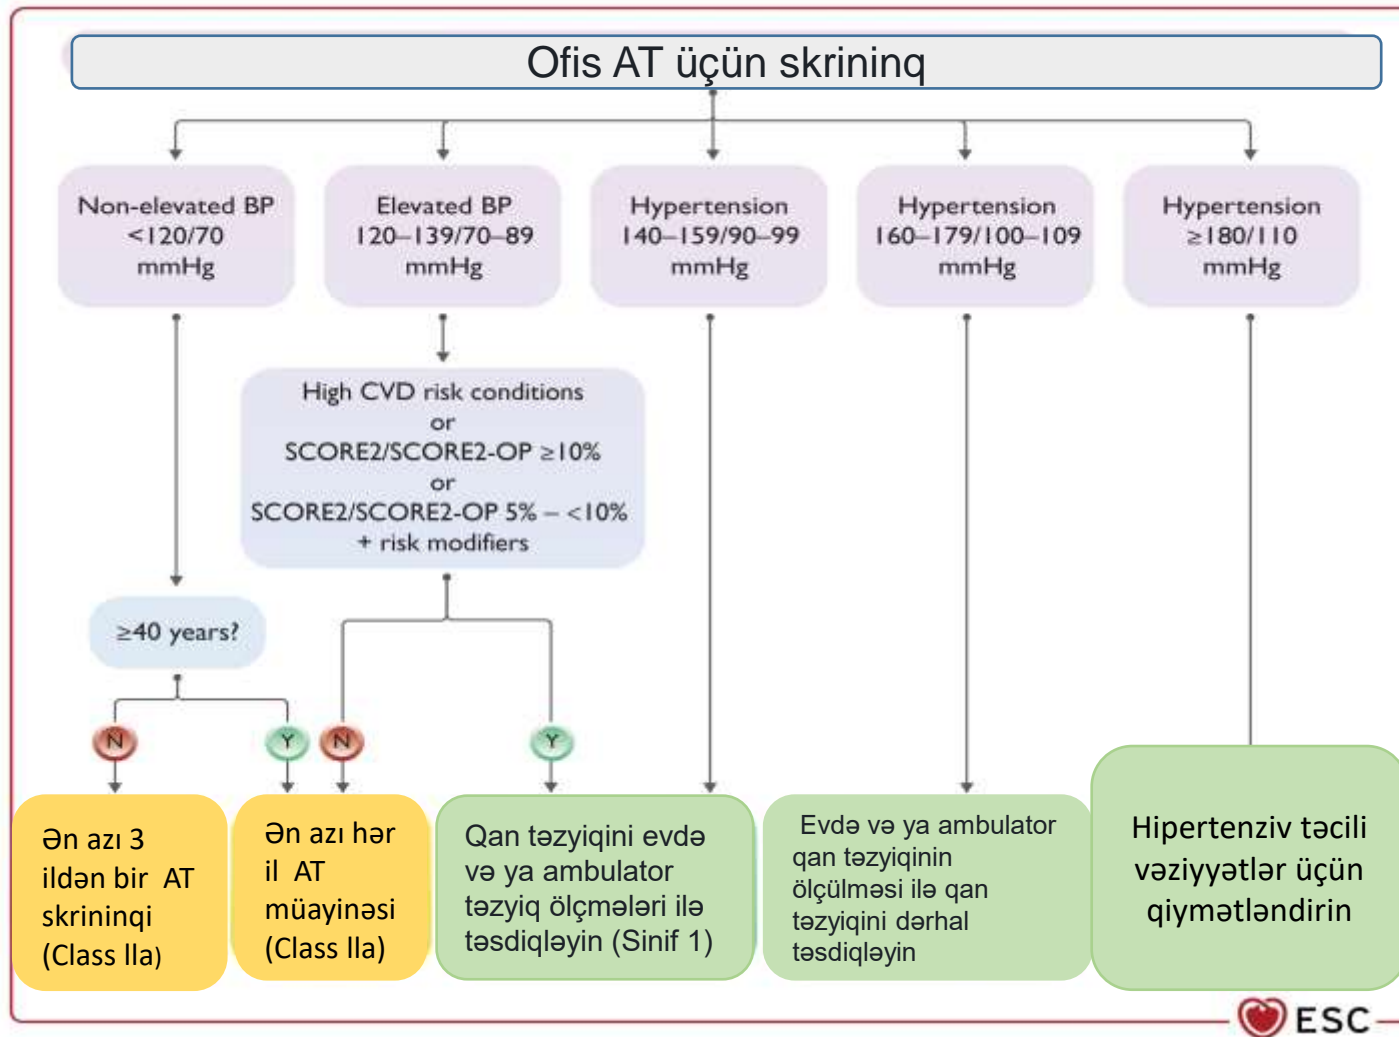 Ofis AT üçün skrininq
Non-elevated BP
<120/70
mmHg
Elevated BP
120–139/70–89
mmHg
Hypertension
140–159/90–99
mmHg
Hypertension
160–179/100–109
mmHg
Hypertension
≥180/110
mmHg
High CVD risk conditions
or
SCORE2/SCORE2-OP ≥10%
or
SCORE2/SCORE2-OP 5% – <10%
+ risk modifiers
≥40 years?
N
Y
N
Y
Ən azı 3
ildən bir AT
skrininqi
(Class lla)
Ən azı hər
il AT
müayinəsi
(Class lla)
Qan təzyiqini evdə
və ya ambulator
təzyiq ölçmələri ilə
təsdiqləyin (Sinif 1)
Evdə və ya ambulator
qan təzyiqinin
ölçülməsi ilə qan
təzyiqini dərhal
təsdiqləyin
Hipertenziv təcili
vəziyyətlər üçün
qiymətləndirin
ESC